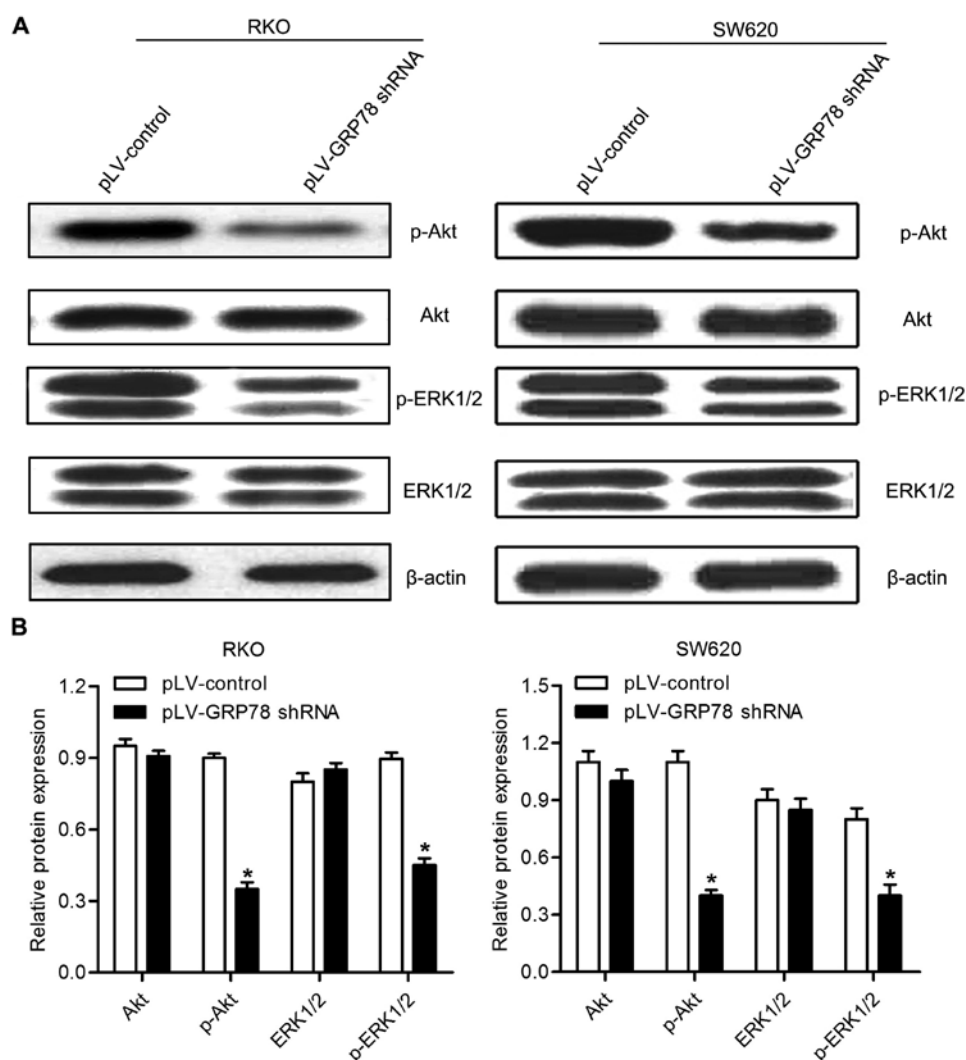 A
RKO
SW620
pLV-control
pLV-GRP78 shRNA
pLV-control
pLV-GRP78 shRNA
p-Akt
p-Akt
Akt
Akt
p-ERK1/2
p-ERK1/2
ERK1/2
ERK1/2
β-actin
β-actin
B
RKO
pLV-control
pLV-GRP78 shRNA
Relative protein expression
1.2
0.9
0.6
0.3
0.0
*
*
Akt
p-Akt
ERK1/2
p-ERK1/2
SW620
pLV-control
pLV-GRP78 shRNA
Relative protein expression
1.5
1.2
0.9
0.6
0.3
0.0
*
*
Akt
p-Akt
ERK1/2
p-ERK1/2